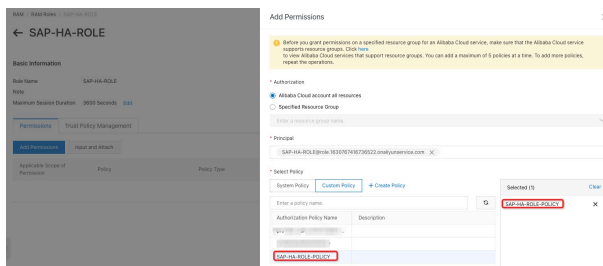 RAM / RAM Roles / SAP-HA-ROLE
← SAP-HA-ROLE
Basic Information
Role Name SAP-HA-ROLE
Note
Maximum Session Duration 3600 Seconds Edit
Permissions Trust Policy Management
Add Permissions Input and Attach
Applicable Scope of Permission Policy Policy Type
Add Permissions
Before you grant permissions on a specified resource group for an Alibaba Cloud service, make sure that the Alibaba Cloud service
supports resource groups. Click here
to view Alibaba Cloud services that support resource groups. You can add a maximum of 5 policies at a time. To add more policies,
repeat the operations.
* Authorization
Alibaba Cloud account all resources
Specified Resource Group
Enter a resource group name.
* Principal
SAP-HA-ROLE@role.1638767418738522.onaliyunservice.com ×
* Select Policy
System Policy Custom Policy + Create Policy
Enter a policy name.
Authorization Policy Name Description
SAP-HA-ROLE-POLICY
Selected (1) Clear
SAP-HA-ROLE-POLICY ×